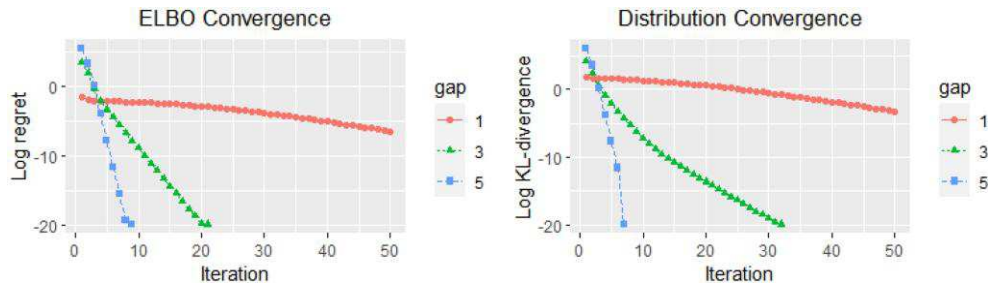 ELBO Convergence
Log regret
0
-10
-20
0 10 20 30 40 50
Iteration
gap
1
3
5
Distribution Convergence
Log KL-divergence
0
-10
-20
0 10 20 30 40 50
Iteration
gap
1
3
5